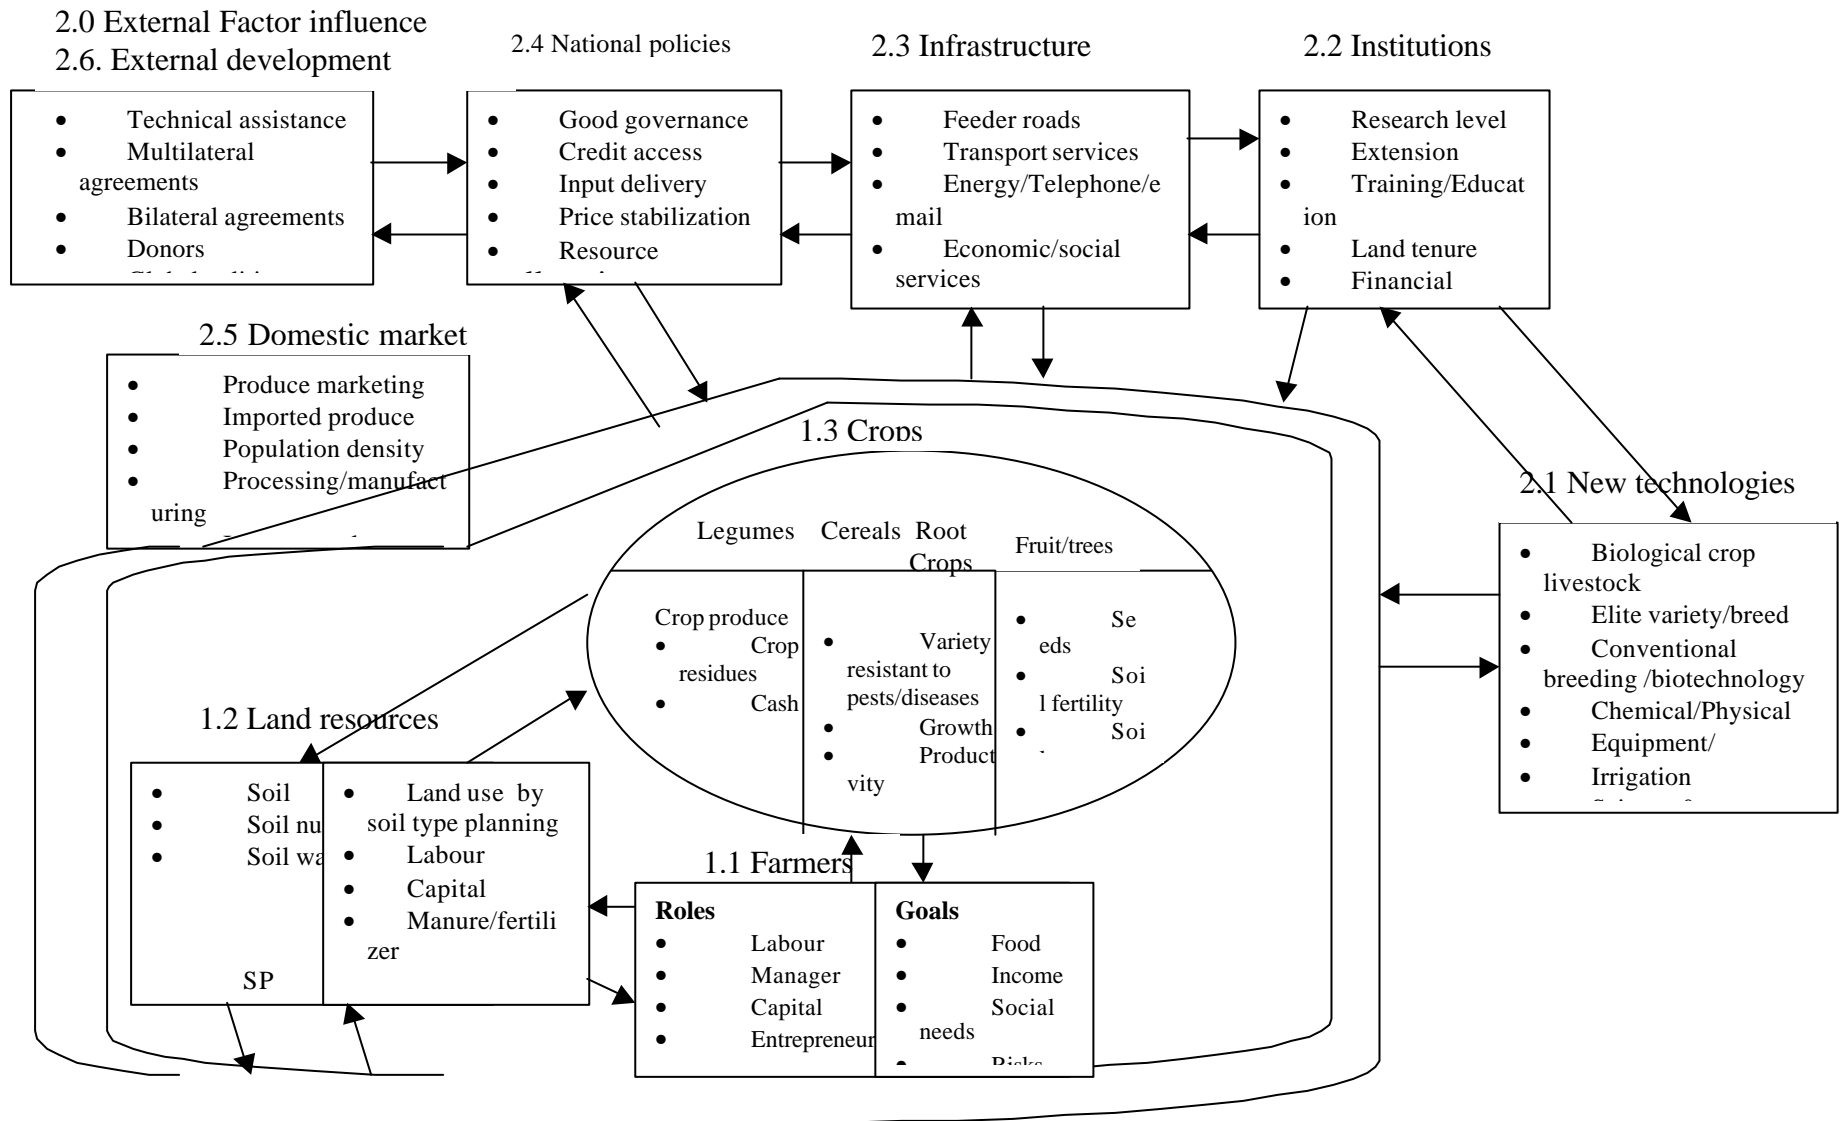 2.0 External Factor influence
2.6. External development
2.4 National policies
2.3 Infrastructure
2.2 Institutions
• Technical assistance
• Multilateral
agreements
• Bilateral agreements
• Donors
• Good governance
• Credit access
• Input delivery
• Price stabilization
• Resource
• Feeder roads
• Transport services
• Energy/Telephone/e
mail
• Economic/social
services
• Research level
• Extension
• Training/Educat
ion
• Land tenure
• Financial
2.5 Domestic market
• Produce marketing
• Imported produce
• Population density
• Processing/manufact
uring
1.3 Crops
Legumes Cereals Root
Crops
Fruit/trees
Crop produce
• Crop
residues
• Cash
• Variety
resistant to
pests/diseases
• Growth
• Product
vity
• Se
eds
• Soi
l fertility
• Soi
2.1 New technologies
• Biological crop
livestock
• Elite variety/breed
• Conventional
breeding /biotechnology
• Chemical/Physical
• Equipment/
• Irrigation
1.2 Land resources
• Soil
• Soil nu
• Soil wa
SP
• Land use by
soil type planning
• Labour
• Capital
• Manure/fertili
zer
1.1 Farmers
Roles
• Labour
• Manager
• Capital
• Entrepreneur
Goals
• Food
• Income
• Social
needs
• Risks